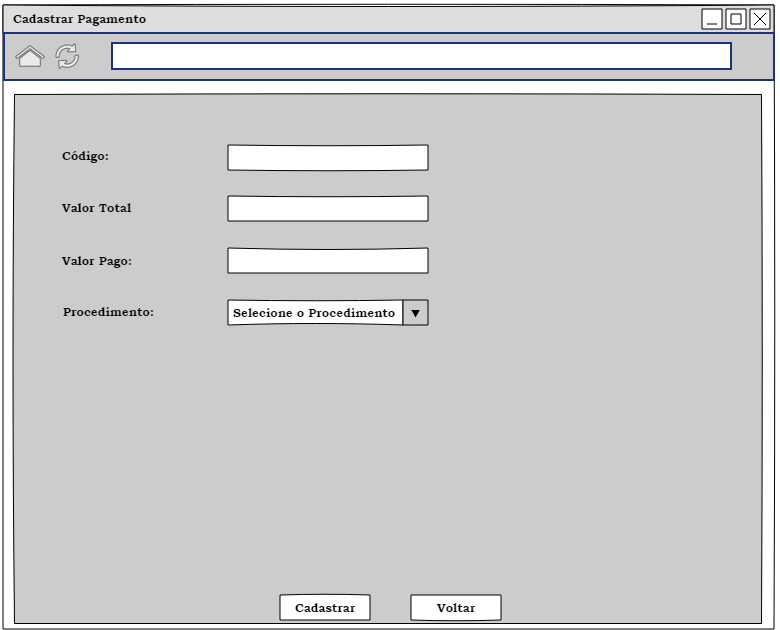 Cadastrar Pagamento
Código:
Valor Total
Valor Pago:
Procedimento: Selecione o Procedimento
Cadastrar Voltar